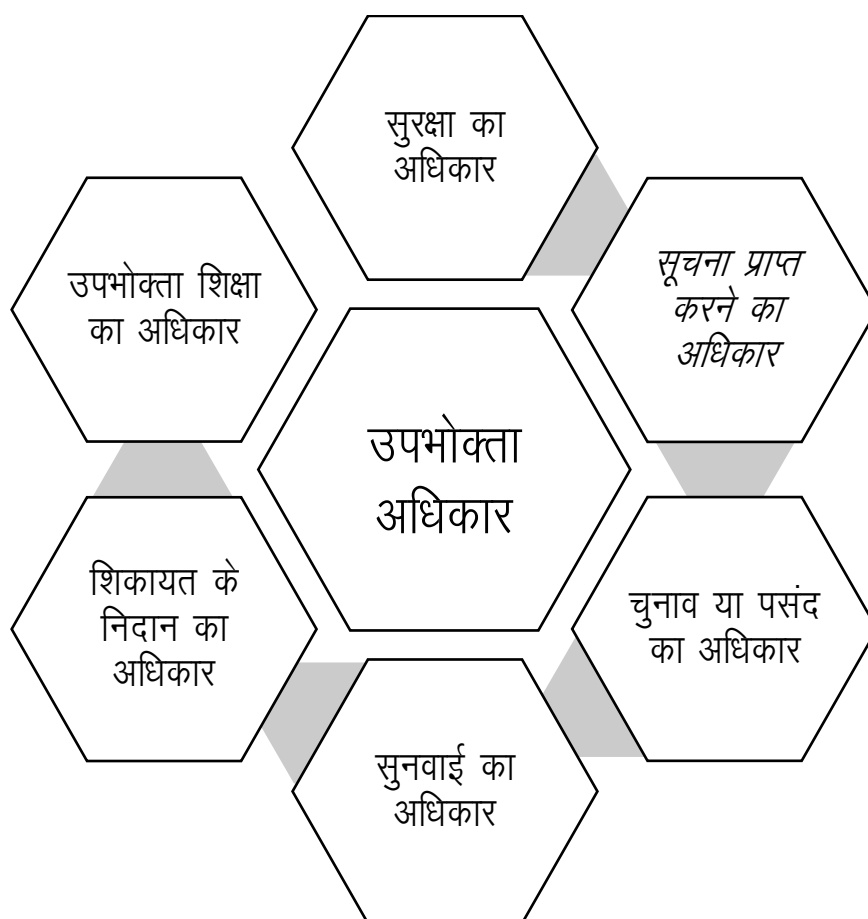 सुरक्षा का
अधिकार
सूचना प्राप्त
करने का
अधिकार
चुनाव या पसंद
का अधिकार
सुनवाई का
अधिकार
शिकायत के
निदान का
अधिकार
उपभोक्ता शिक्षा
का अधिकार
उपभोक्ता
अधिकार